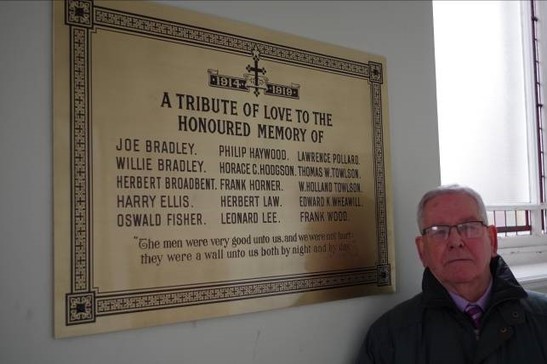 1914 1919
A TRIBUTE OF LOVE TO THE
HONOURED MEMORY OF
JOE BRADLEY. PHILIP HAYWOOD. LAWRENCE POLLARD.
WILLIE BRADLEY. HORACE C. HODGSON. THOMAS W. TOWLSON.
HERBERT BROADBENT. FRANK HORNER. W. HOLLAND TOWLSON.
HARRY ELLIS. HERBERT LAW. EDWARD K. WHEAWILL.
OSWALD FISHER. LEONARD LEE. FRANK WOOD.
"The men were very good unto us, and we were not hurt
they were a wall unto us both by night and by day"